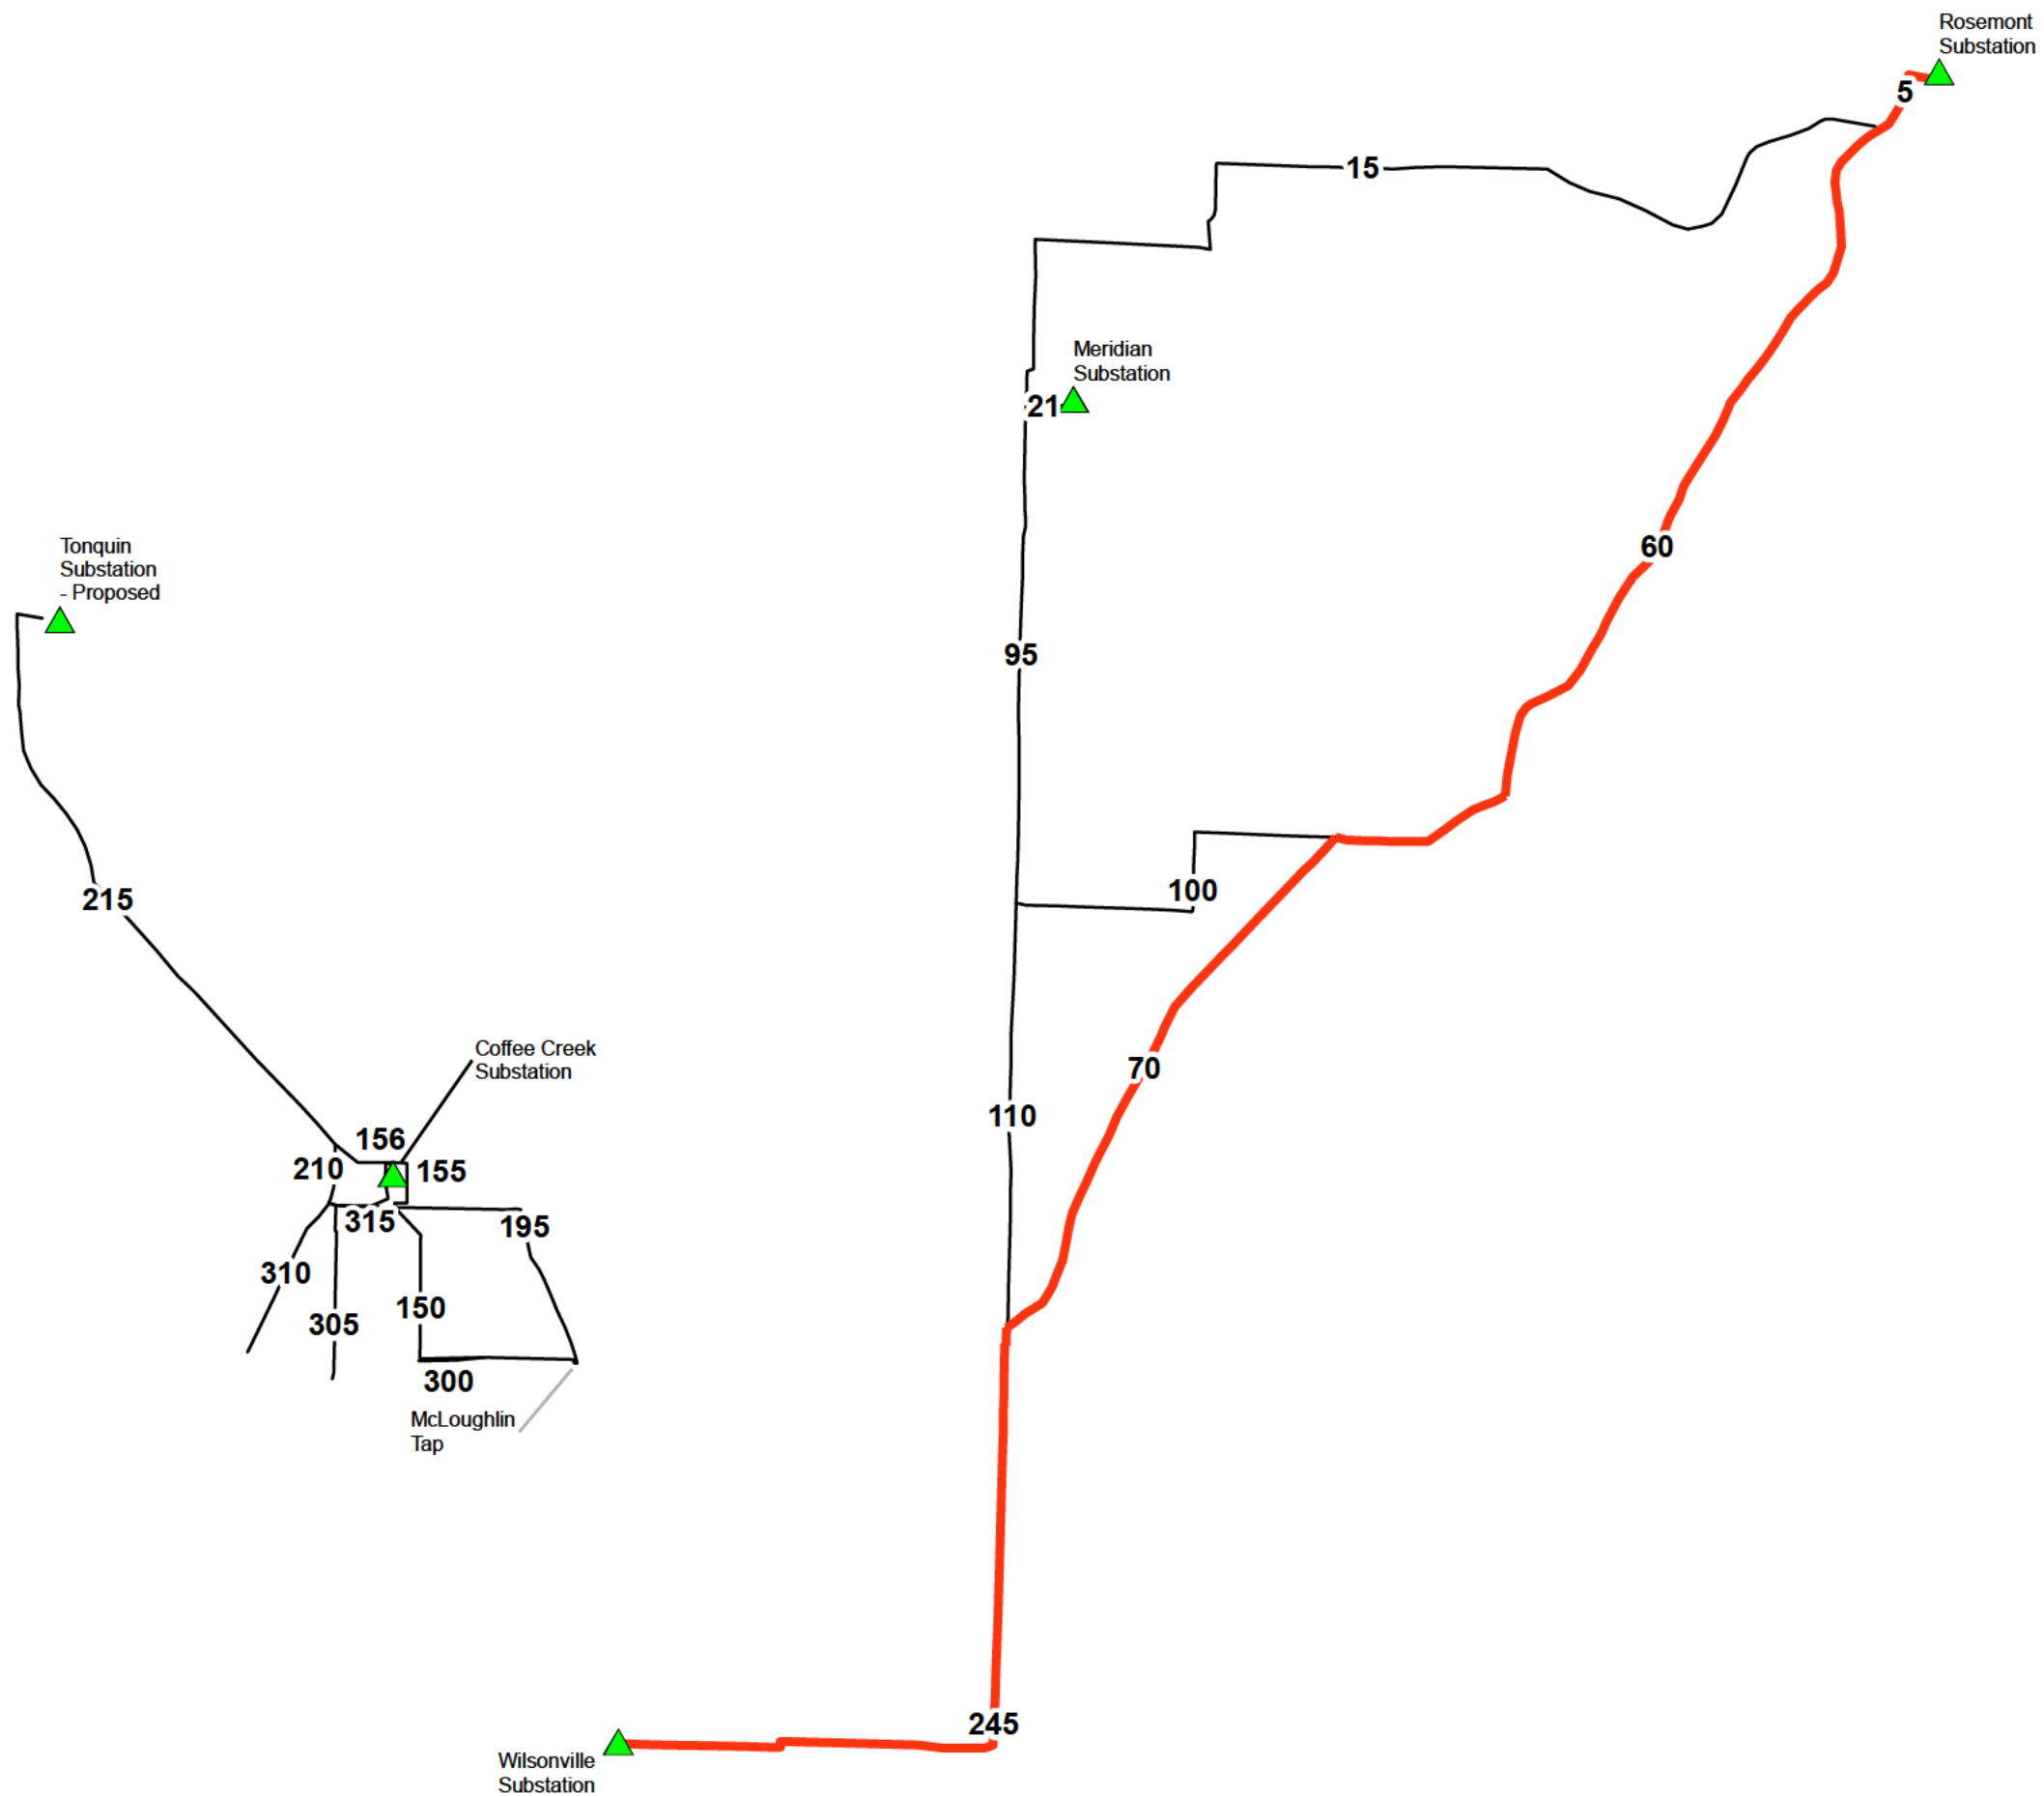 Rosemont
Substation
5
15
Meridian
Substation
21
Tonquin
Substation
- Proposed
60
95
100
215
Coffee Creek
Substation
70
110
156
210
155
315
195
310
150
305
300
McLoughlin
Tap
245
Wilsonville
Substation